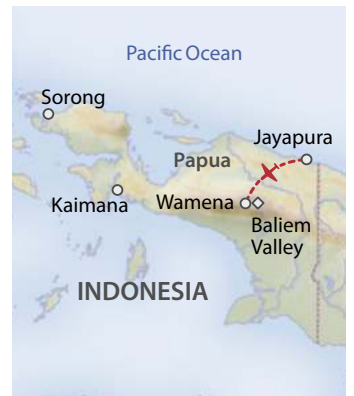 Pacific Ocean
Sorong
Jayapura
Papua
Kaimana
Wamena
Baliem
Valley
INDONESIA